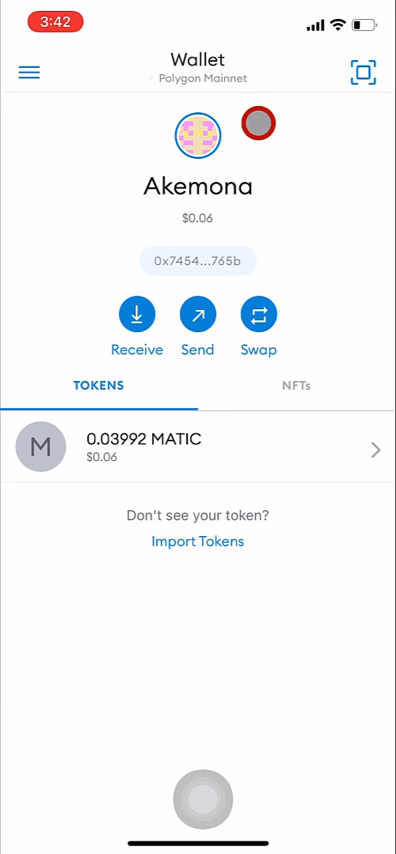 3:42
Wallet
Polygon Mainnet
Akemona
$0.06
0x7454...765b
Receive Send Swap
TOKENS NFTs
M
0.03992 MATIC
$0.06
Don't see your token?
Import Tokens